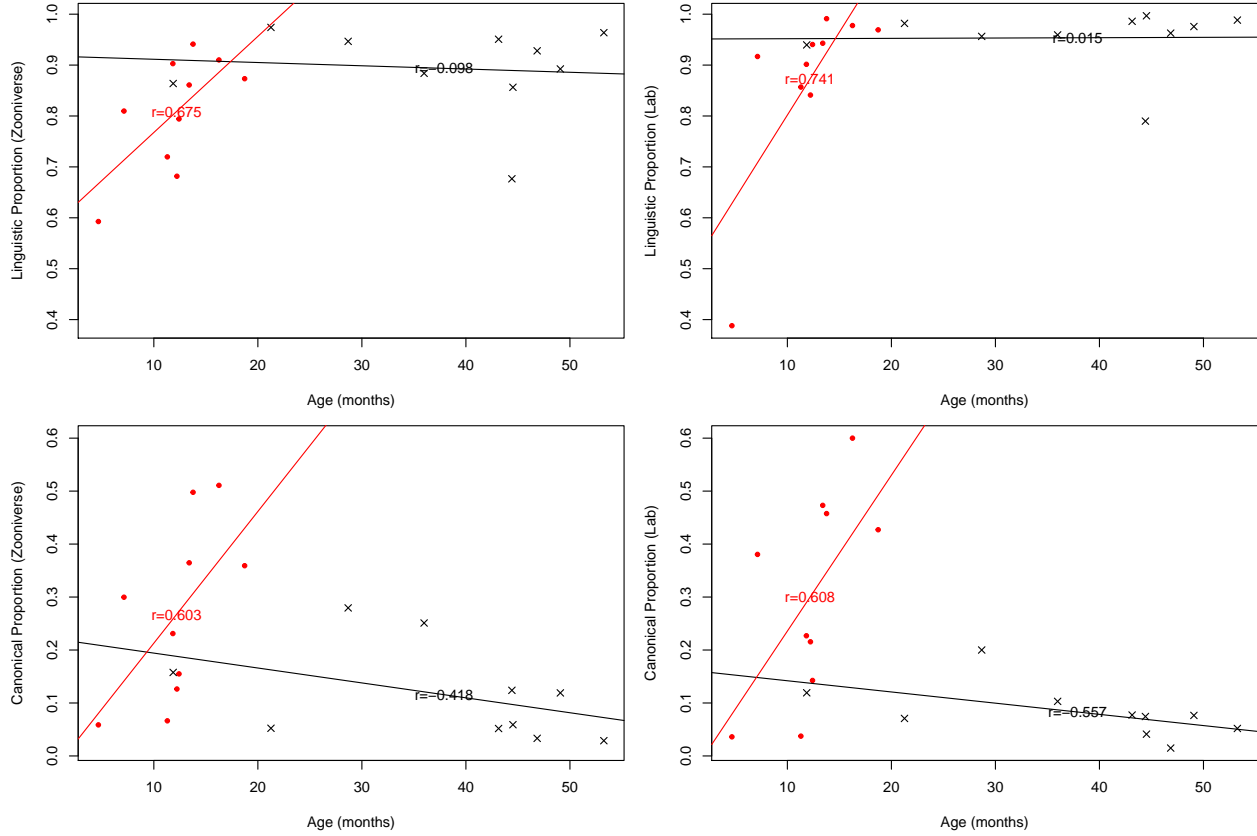 Linguistic Proportion (Zooniverse)
1.0
0.9
0.8
0.7
0.6
0.5
0.4
r=−0.098
r=0.675
10 20 30 40 50
Age (months)
Linguistic Proportion (Lab)
1.0
0.9
0.8
0.7
0.6
0.5
0.4
r=0.015
r=0.741
10 20 30 40 50
Age (months)
Canonical Proportion (Zooniverse)
0.6
0.5
0.4
0.3
0.2
0.1
0.0
r=0.603
r=−0.418
10 20 30 40 50
Age (months)
Canonical Proportion (Lab)
0.6
0.5
0.4
0.3
0.2
0.1
0.0
r=0.608
r=−0.557
10 20 30 40 50
Age (months)